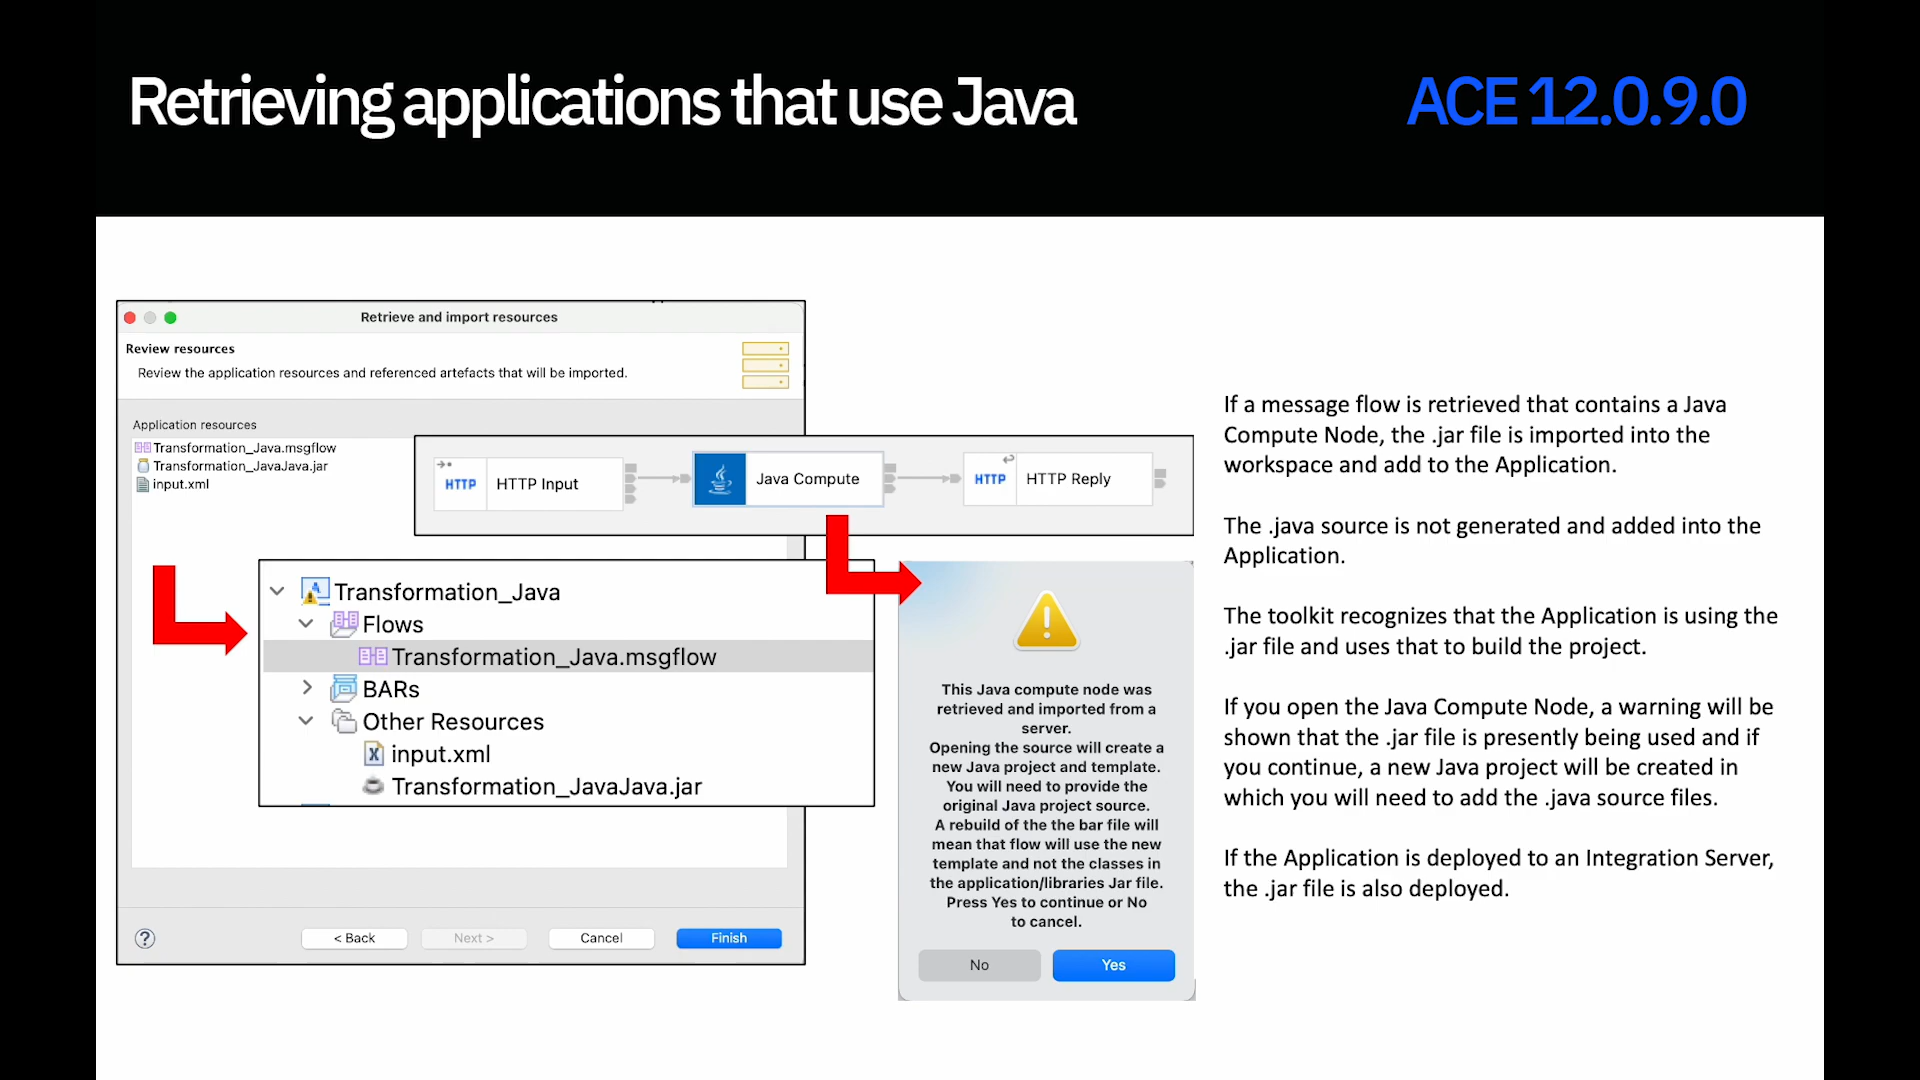 Retrieving applications that use Java
ACE 12.0.9.0
Retrieve and import resources
Review resources
Review the application resources and referenced artefacts that will be imported.
Application resources
Transformation_Java.msgflow
Transformation_JavaJava.jar
input.xml
HTTP
HTTP Input
Java Compute
HTTP
HTTP Reply
Transformation_Java
Flows
Transformation_Java.msgflow
BARs
Other Resources
input.xml
Transformation_JavaJava.jar
< Back
Next >
Cancel
Finish
This Java compute node was
retrieved and imported from a
server.
Opening the source will create a
new Java project and template.
You will need to provide the
original Java project source.
A rebuild of the the bar file will
mean that flow will use the new
template and not the classes in
the application/libraries Jar file.
Press Yes to continue or No
to cancel.
No
Yes
If a message flow is retrieved that contains a Java
Compute Node, the .jar file is imported into the
workspace and add to the Application.
The .java source is not generated and added into the
Application.
The toolkit recognizes that the Application is using the
.jar file and uses that to build the project.
If you open the Java Compute Node, a warning will be
shown that the .jar file is presently being used and if
you continue, a new Java project will be created in
which you will need to add the .java source files.
If the Application is deployed to an Integration Server,
the .jar file is also deployed.